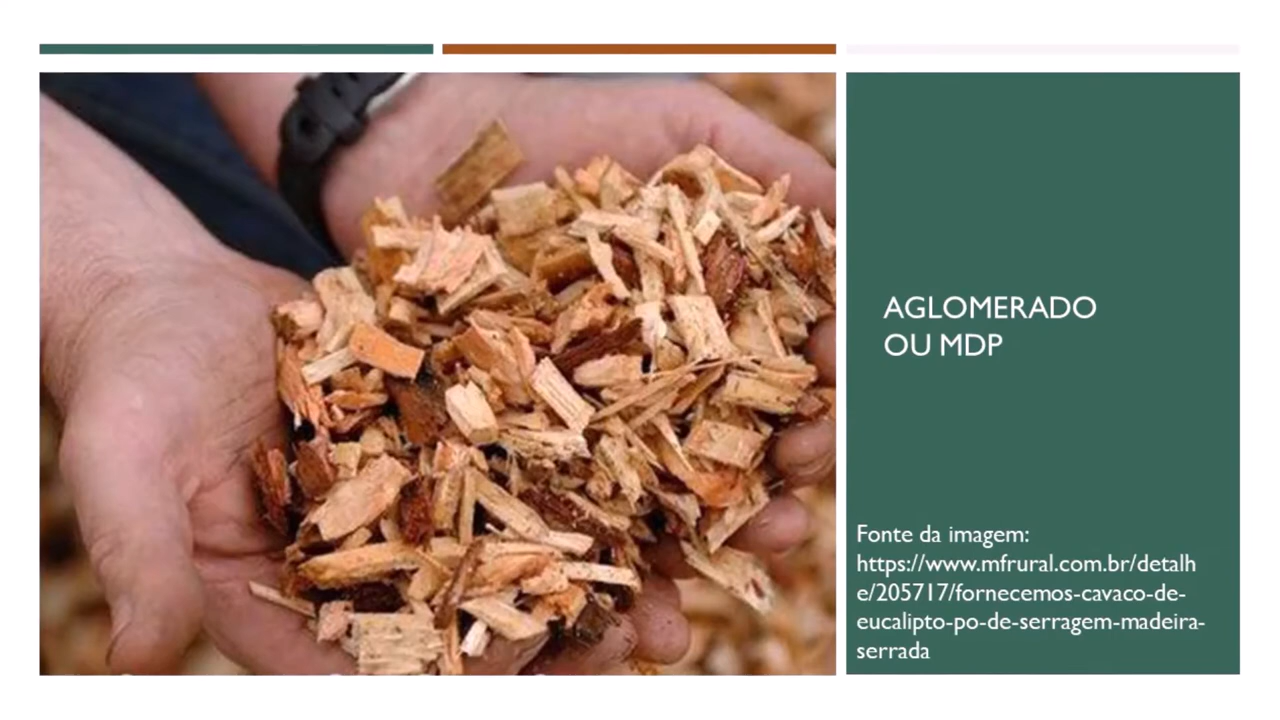 AGLOMERADO
OU MDP
Fonte da imagem:
https://www.mfrural.com.br/detalh
e/205717/fornecemos-cavaco-de-
eucalipto-po-de-serragem-madeira-
serrada